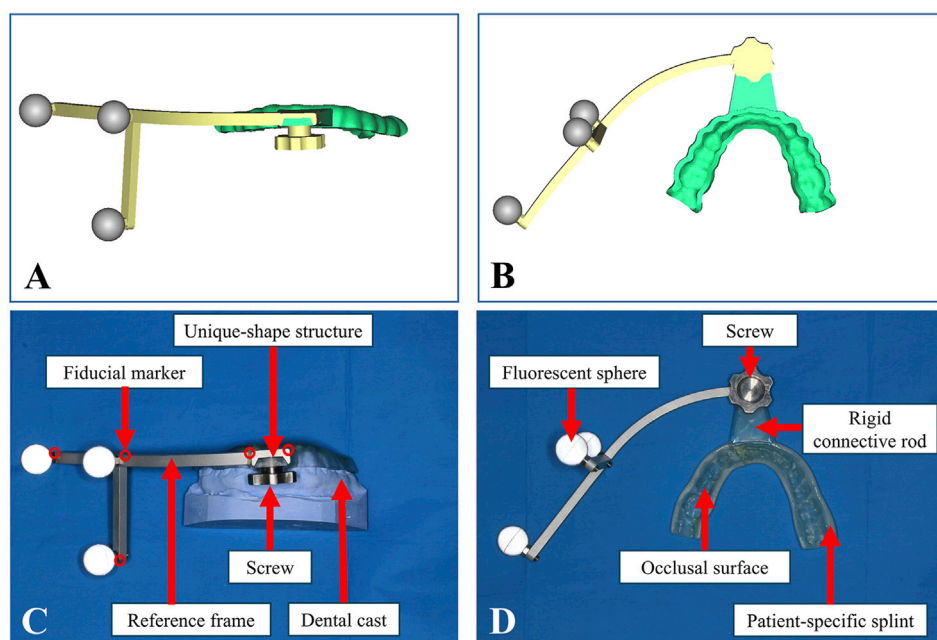 A
B
Unique-shape structure
Fiducial marker
Screw
Reference frame
Dental cast
C
Screw
Fluorescent sphere
Rigid
connective rod
Occlusal surface
Patient-specific splint
D